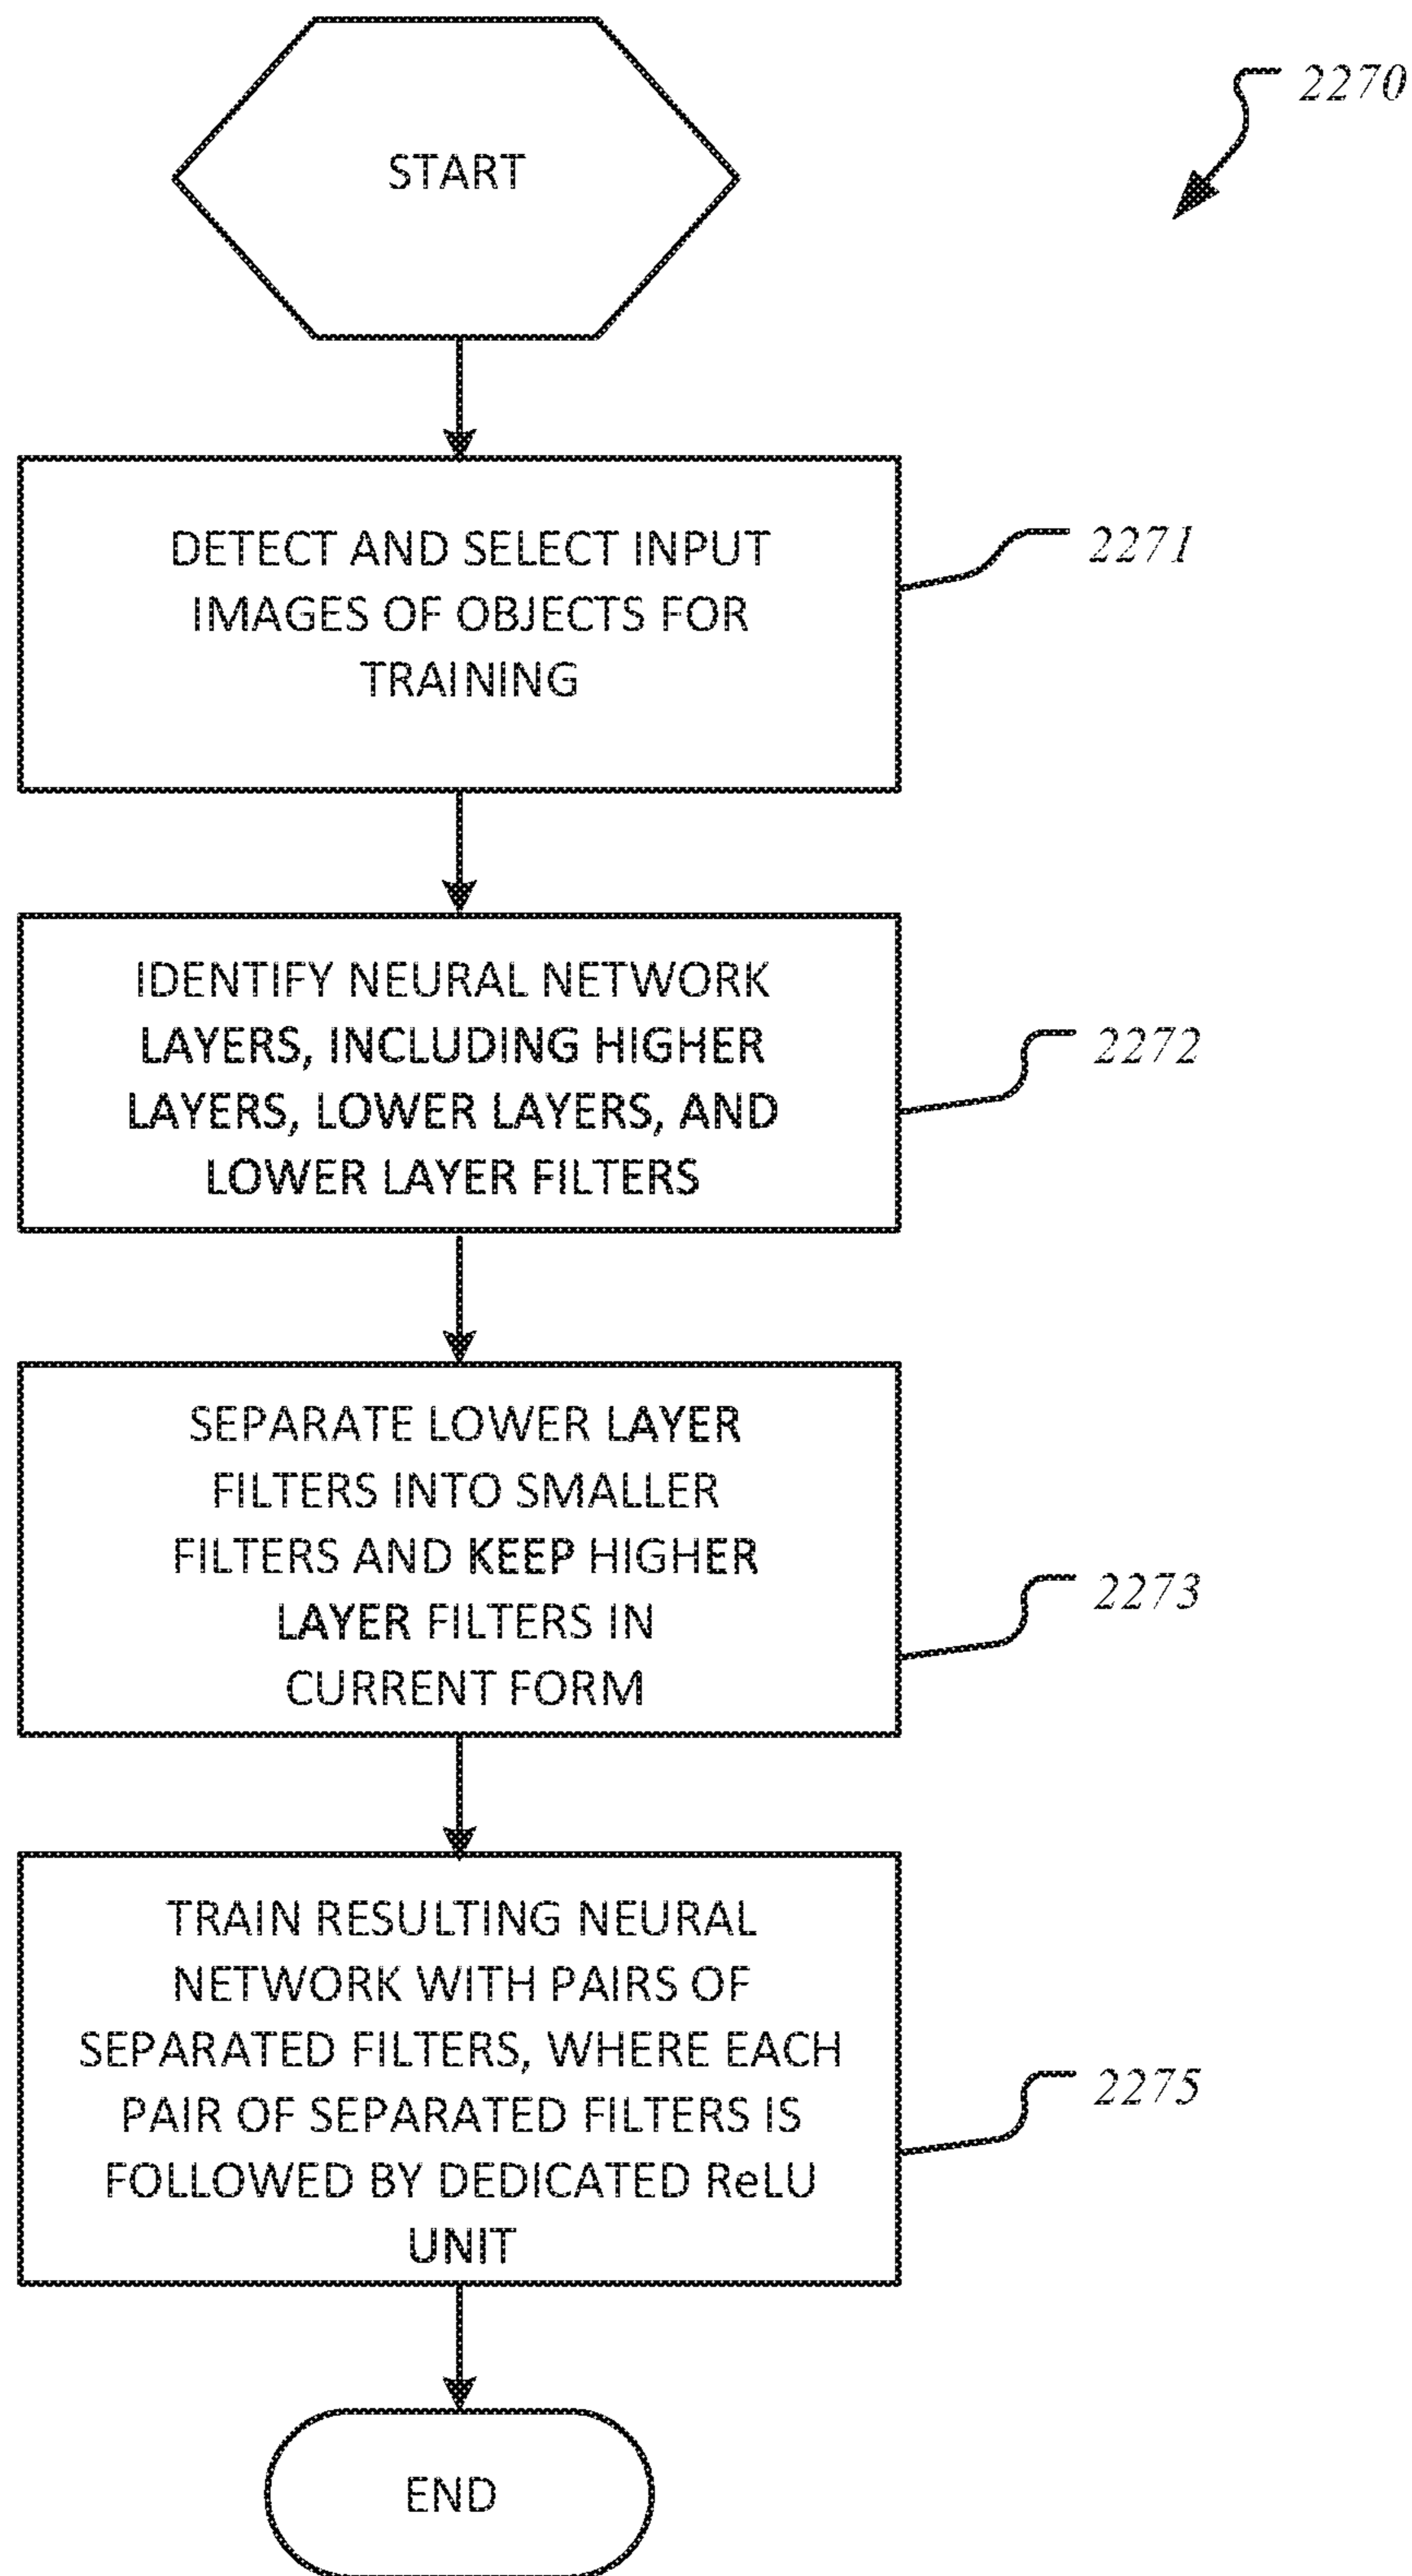 START
2270
DETECT AND SELECT INPUT
IMAGES OF OBJECTS FOR
TRAINING
2271
IDENTIFY NEURAL NETWORK
LAYERS, INCLUDING HIGHER
LAYERS, LOWER LAYERS, AND
LOWER LAYER FILTERS
2272
SEPARATE LOWER LAYER
FILTERS INTO SMALLER
FILTERS AND KEEP HIGHER
LAYER FILTERS IN
CURRENT FORM
2273
TRAIN RESULTING NEURAL
NETWORK WITH PAIRS OF
SEPARATED FILTERS, WHERE EACH
PAIR OF SEPARATED FILTERS IS
FOLLOWED BY DEDICATED ReLU
UNIT
2275
END